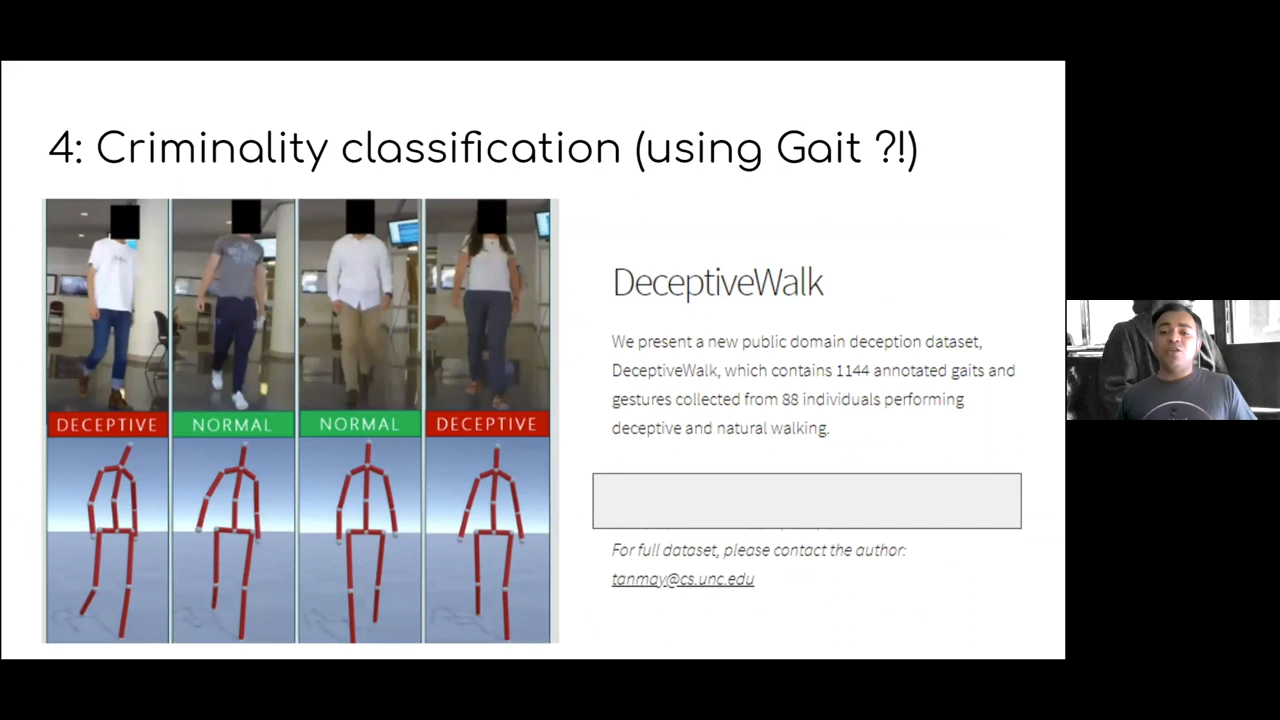 4: Criminality classification (using Gait ?!)
DECEPTIVE
NORMAL
NORMAL
DECEPTIVE
DeceptiveWalk
We present a new public domain deception dataset,
DeceptiveWalk, which contains 1144 annotated gaits and
gestures collected from 88 individuals performing
deceptive and natural walking.
For full dataset, please contact the author:
tanmay@cs.unc.edu